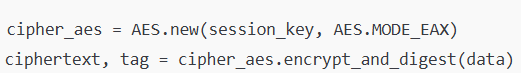 cipher_aes = AES.new(session_key, AES.MODE_EAX)
ciphertext, tag = cipher_aes.encrypt_and_digest(data)